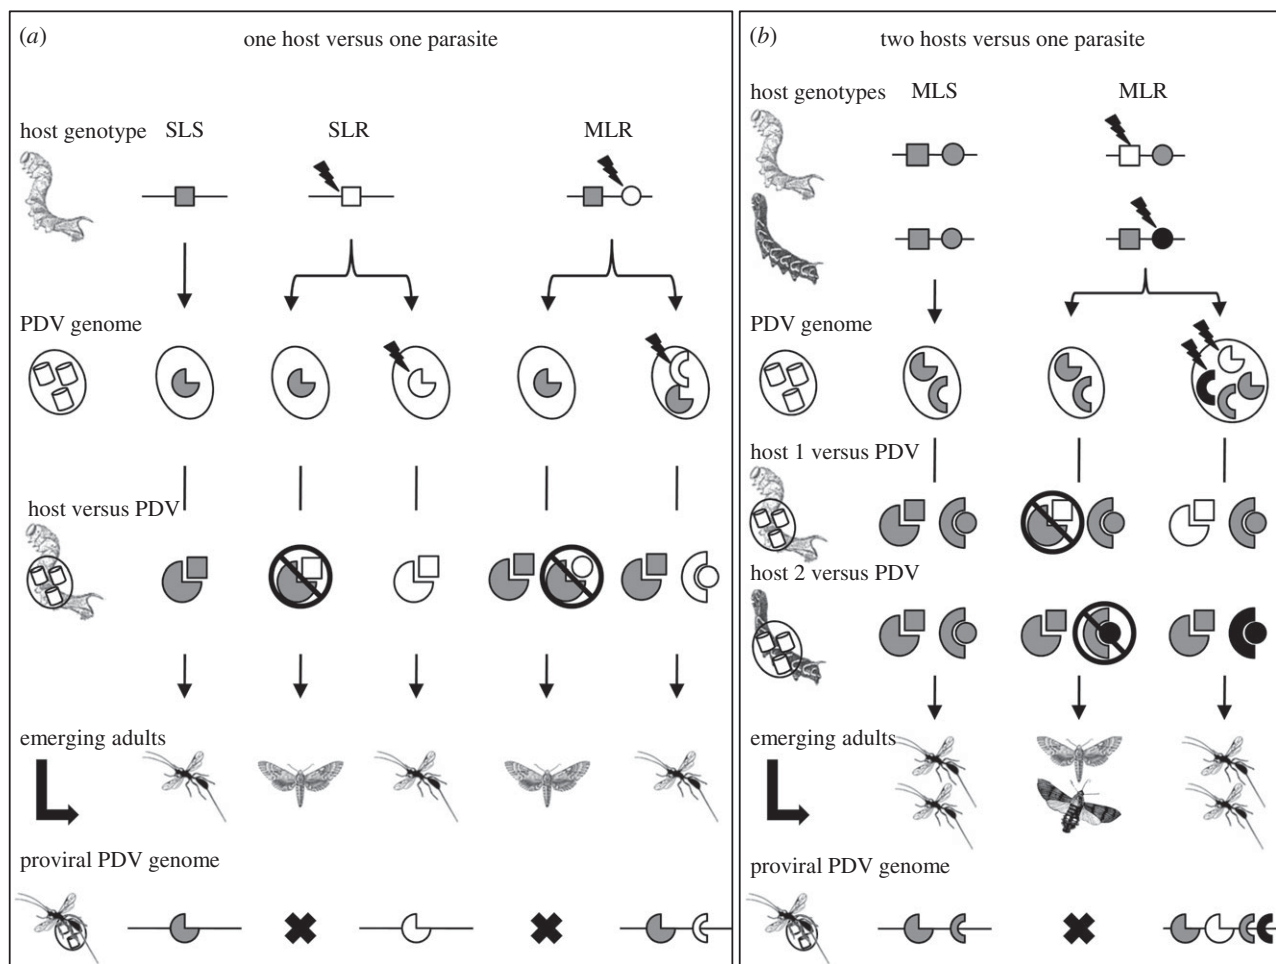 (a)
one host versus one parasite
host genotype
SLS
SLR
MLR
PDV genome
host versus PDV
emerging adults
proviral PDV genome
(b)
two hosts versus one parasite
host genotypes
MLS
MLR
PDV genome
host 1 versus PDV
host 2 versus PDV
emerging adults
proviral PDV genome